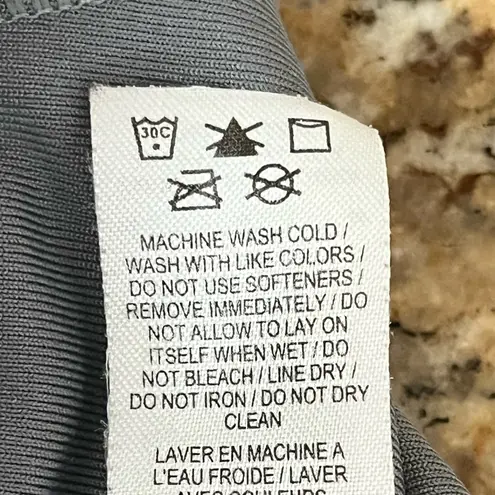 30C
MACHINE WASH COLD /
WASH WITH LIKE COLORS /
DO NOT USE SOFTENERS /
REMOVE IMMEDIATELY / DO
NOT ALLOW TO LAY ON
ITSELF WHEN WET / DO
NOT BLEACH / LINE DRY /
DO NOT IRON / DO NOT DRY
CLEAN
LAVER EN MACHINE A
L'EAU FROIDE / LAVER
AVEC COULEURS